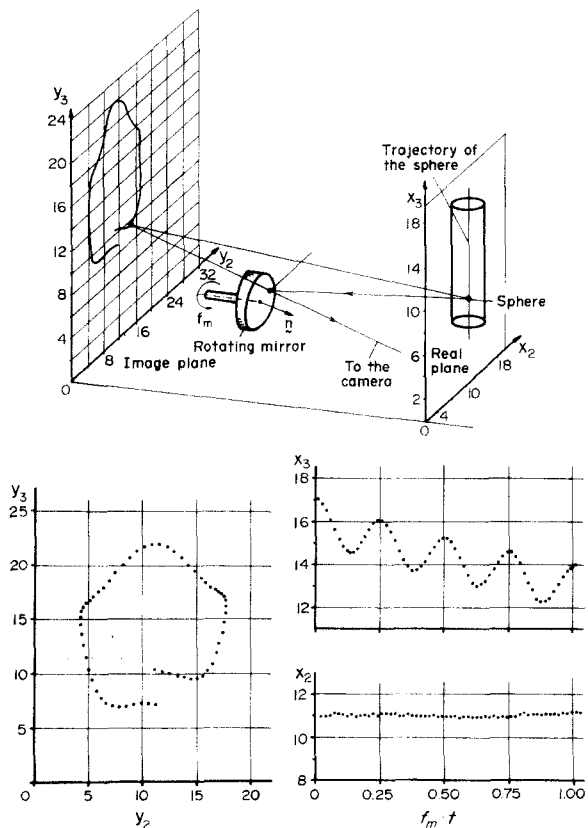 y3
24
20
16
12
8
4
0
8
16
24
32
y2
fm
n
Rotating mirror
Image plane
Trajectory of
the sphere
x3
18
14
10
6
2
0
4
10
18
x2
Sphere
Real
plane
To the
camera
y3
25
20
15
10
5
0
5
10
15
20
y2
x3
18
16
14
12
x2
13
11
8
0
0.25
0.50
0.75
1.00
fm · t